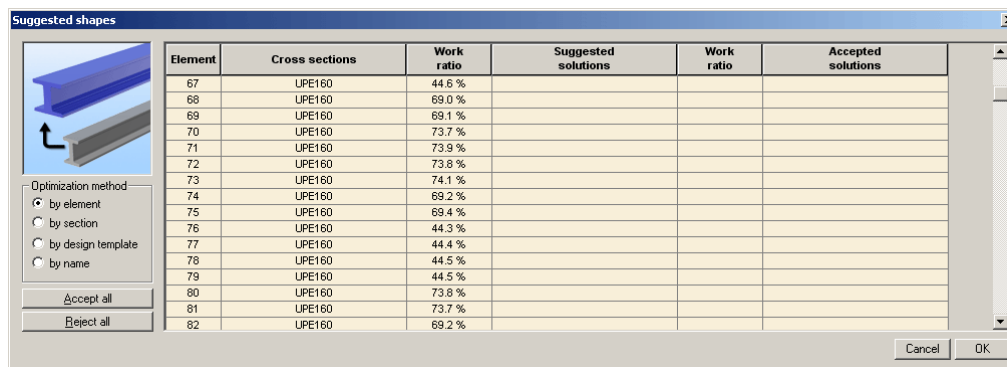 Suggested shapes
Element Cross sections Work ratio Suggested solutions Work ratio Accepted solutions
67 UPE160 44.6 %
68 UPE160 69.0 %
69 UPE160 69.1 %
70 UPE160 73.7 %
71 UPE160 73.9 %
72 UPE160 73.8 %
73 UPE160 74.1 %
74 UPE160 69.2 %
75 UPE160 69.4 %
76 UPE160 44.3 %
77 UPE160 44.4 %
78 UPE160 44.5 %
79 UPE160 44.5 %
80 UPE160 73.8 %
81 UPE160 73.7 %
82 UPE160 69.2 %
Optimization method
by element
by section
by design template
by name
Accept all
Reject all
Cancel OK